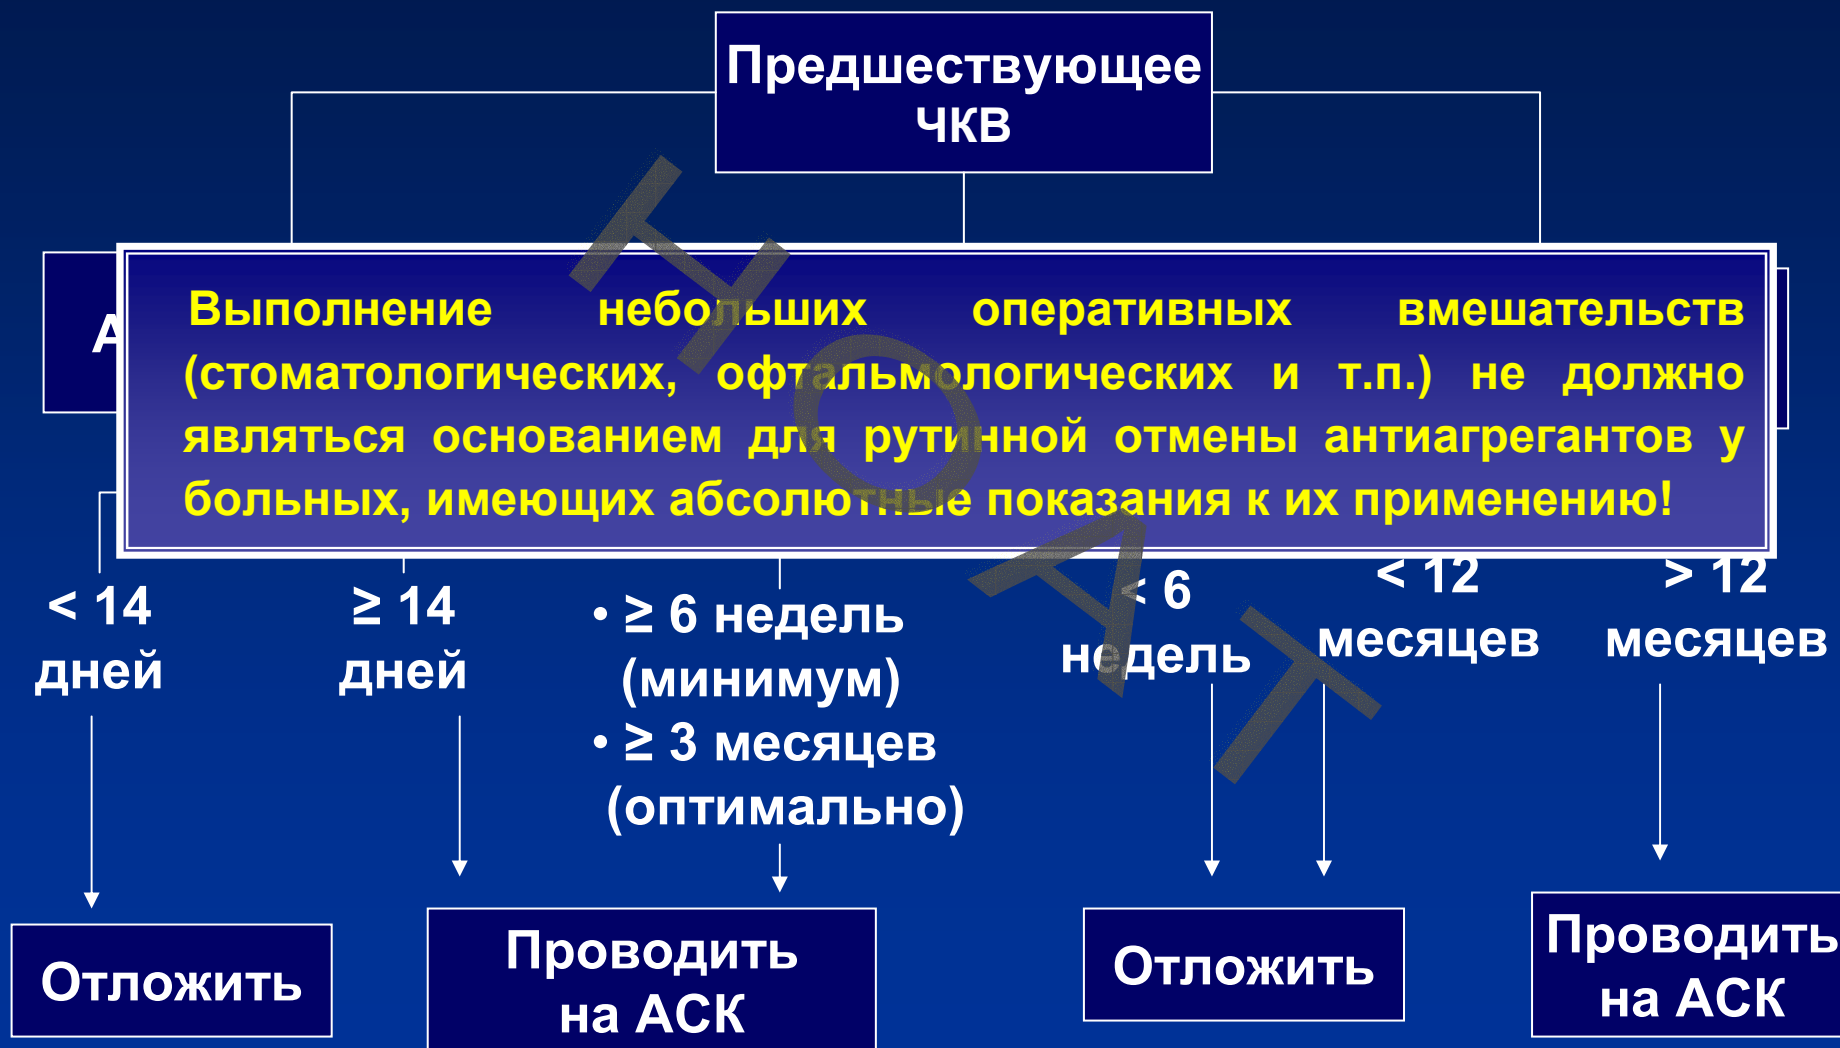 Предшествующее
ЧКВ
А
Выполнение небольших оперативных вмешательств
(стоматологических, офтальмологических и т.п.) не должно
являться основанием для рутинной отмены антиагрегантов у
больных, имеющих абсолютные показания к их применению!
< 14
дней
≥ 14
дней
• ≥ 6 недель
(минимум)
• ≥ 3 месяцев
(оптимально)
< 6
недель
< 12
месяцев
> 12
месяцев
Отложить
Проводить
на АСК
Отложить
Проводить
на АСК
НОАТ